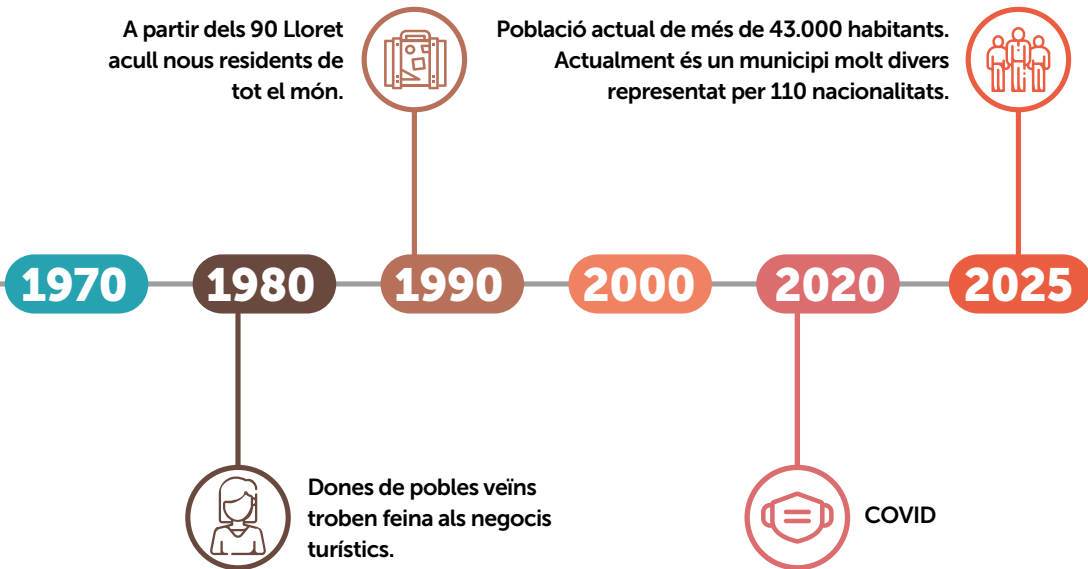 A partir dels 90 Lloret
acull nous residents de
tot el món.
Població actual de més de 43.000 habitants.
Actualment és un municipi molt divers
representat per 110 nacionalitats.
1970
1980
1990
2000
2020
2025
Dones de pobles veïns
troben feina als negocis
turístics.
COVID